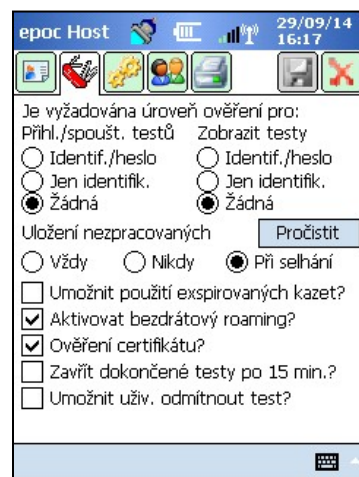 epoc Host 29/09/14
16:17
Je vyžadována úroveň ověření pro:
Přihl./spoušt. testů Zobrazit testy
Identif./heslo Identif./heslo
Jen identifik. Jen identifik.
Žádná Žádná
Uložení nezpracovaných Pročistit
Vždy Nikdy Při selhání
Umožnit použití exspirovaných kazet?
Aktivovat bezdrátový roaming?
Ověření certifikátu?
Zavřít dokončené testy po 15 min.?
Umožnit uživ. odmítnout test?